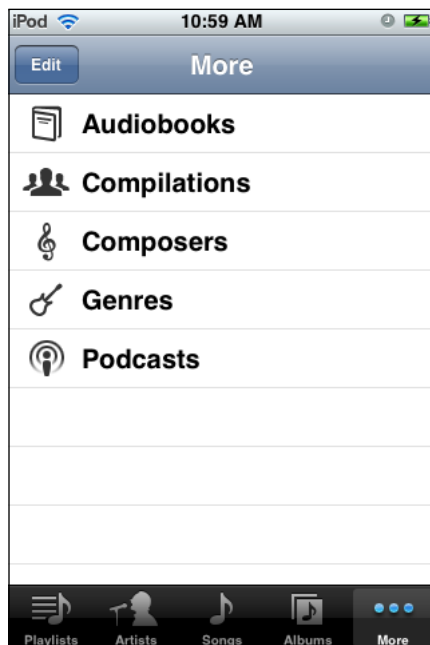 iPod 10:59 AM
Edit More
Audiobooks
Compilations
Composers
Genres
Podcasts
Playlists Artists Songs Albums More